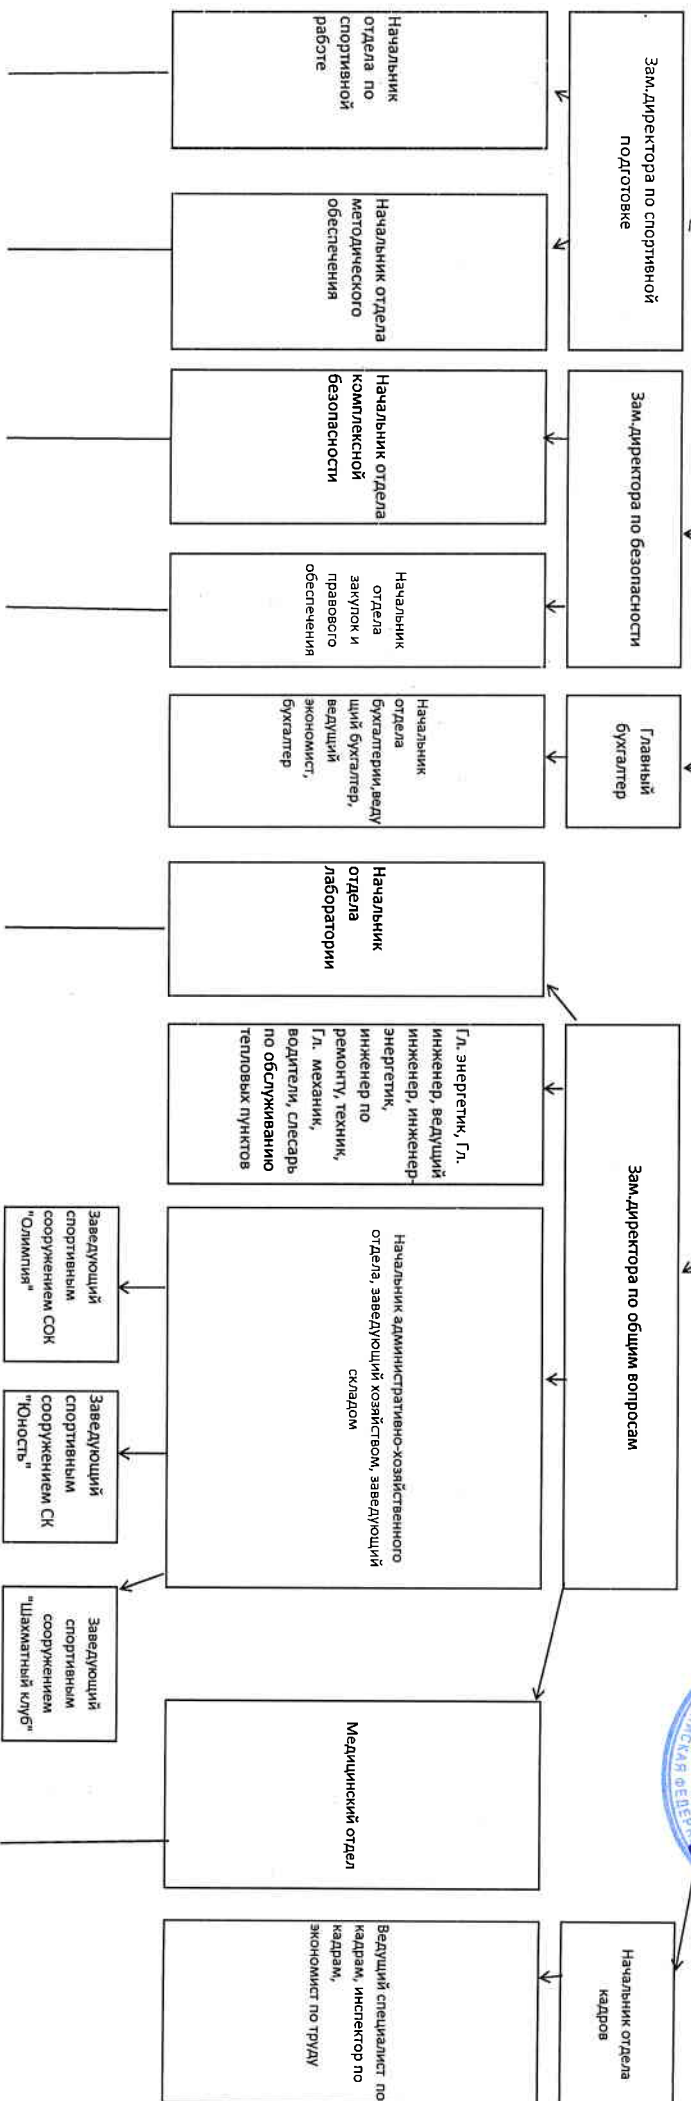 Зам.директора по спортивной
подготовке
Зам.директора по безопасности
Главный
бухгалтер
Зам.директора по общим вопросам
Начальник отдела
кадров
Начальник
отдела по
спортивной
работе
Начальник отдела
методического
обеспечения
Начальник отдела
комплексной
безопасности
Начальник
отдела
закупок и
правового
обеспечения
Начальник
отдела
бухгалтерии,веду
щий бухгалтер,
ведущий
экономист,
бухгалтер
Начальник
отдела
лаборатории
Гл. энергетик, Гл.
инженер, ведущий
инженер, инженер-
энергетик,
инженер по
ремонту, техник,
Гл. механик,
водители, слесарь
по обслуживанию
тепловых пунктов
Начальник административно-хозяйственного
отдела, заведующий хозяйством, заведующий
складом
Медицинский отдел
Ведущий специалист по
кадрам, инспектор по
кадрам,
экономист по труду
Заведующий
спортивным
сооружением СОК
"Олимпия"
Заведующий
спортивным
сооружением СК
"Юность"
Заведующий
спортивным
сооружением
"Шахматный клуб"